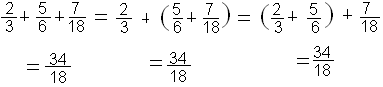 2/3 + 5/6 + 7/18 = 2/3 + (5/6 + 7/18) = (2/3 + 5/6) + 7/18
= 34/18 = 34/18 = 34/18